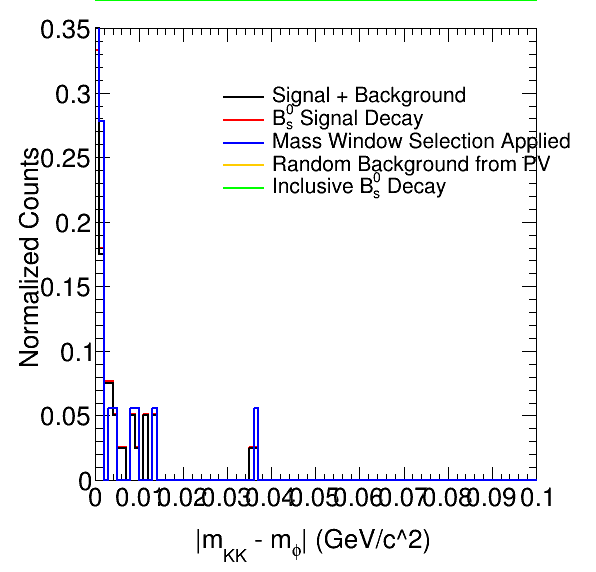 0.35
0.3
0.25
0.2
0.15
0.1
0.05
0
Normalized Counts
Signal + Background
B⁰ₛ Signal Decay
Mass Window Selection Applied
Random Background from PV
Inclusive B⁰ₛ Decay
0 0.01 0.02 0.03 0.04 0.05 0.06 0.07 0.08 0.09 0.1
|m_KK - m_ϕ| (GeV/c^2)